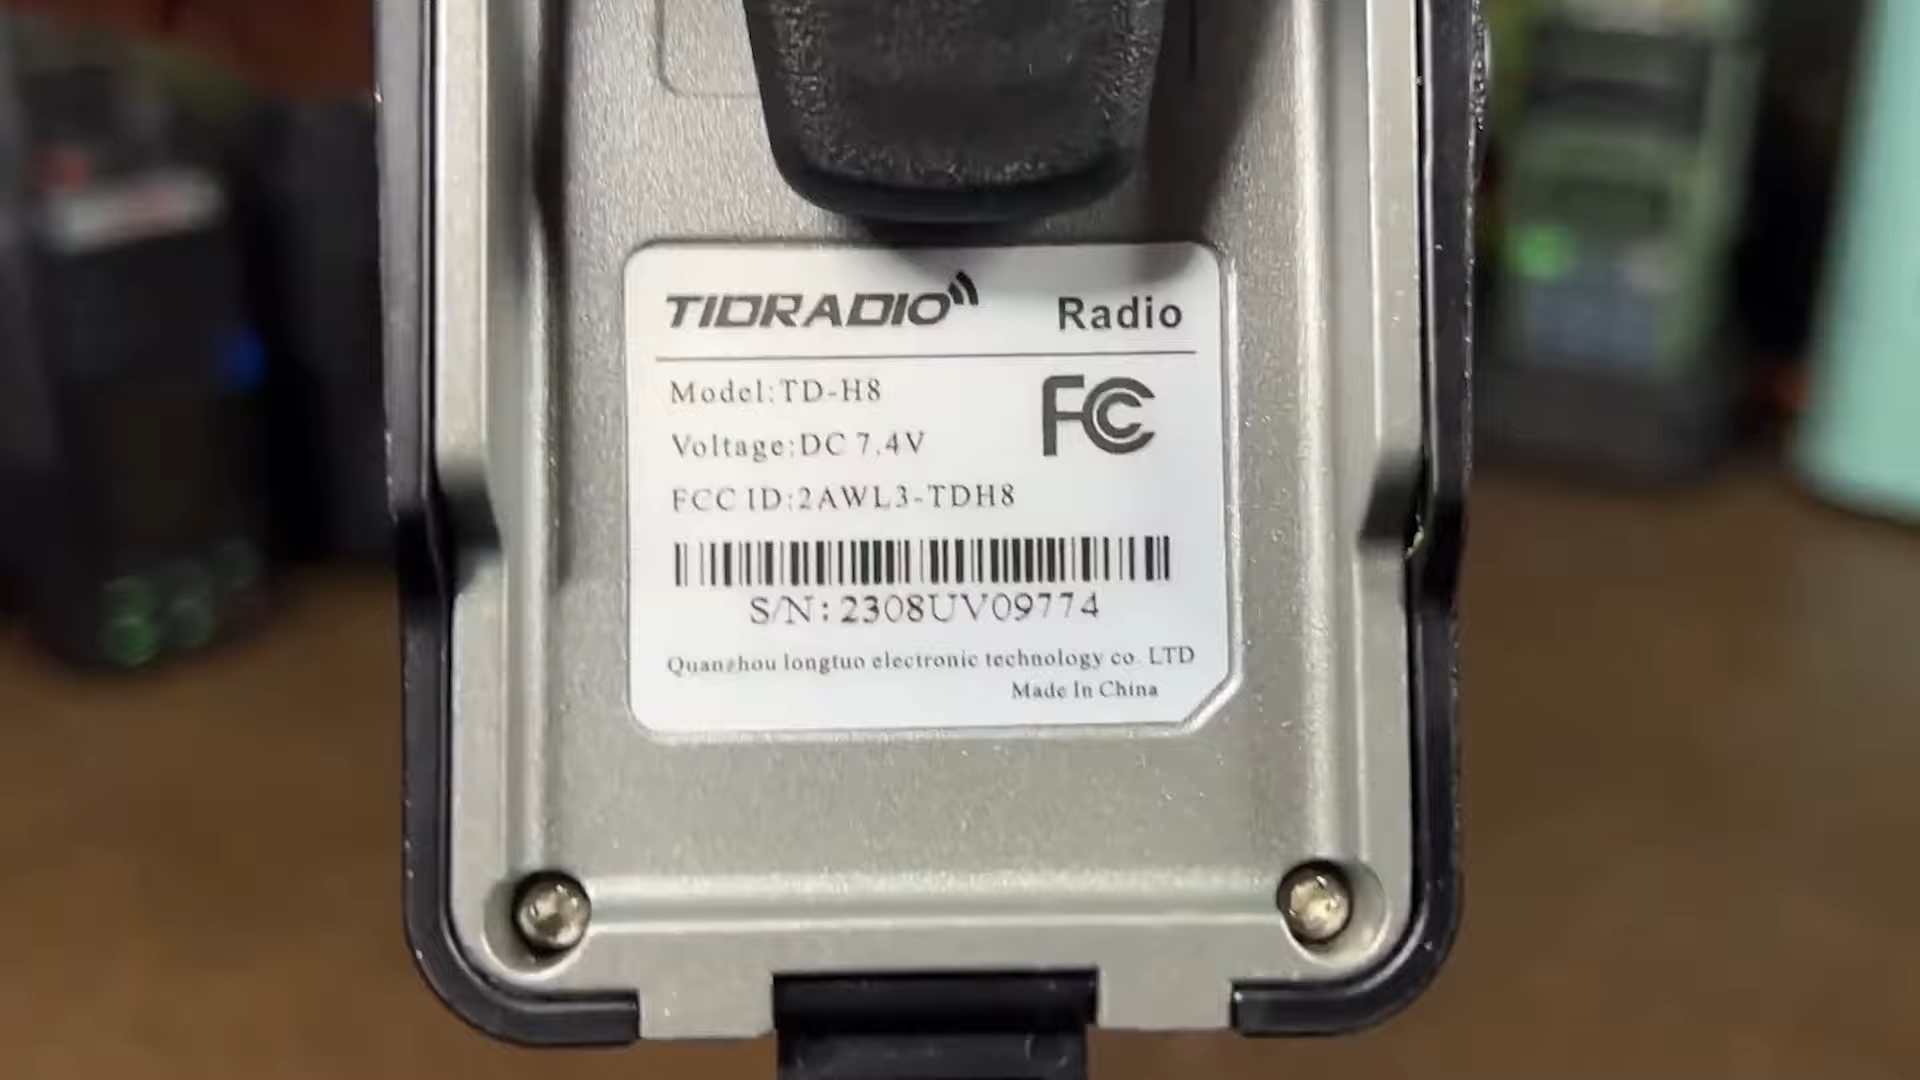 TIDRADIO Radio
Model:TD-H8
Voltage:DC 7.4V
FC
FCC ID:2AWL3-TDH8
S/N: 2308UV09774
Quanzhou longtuo electronic technology co. LTD
Made In China